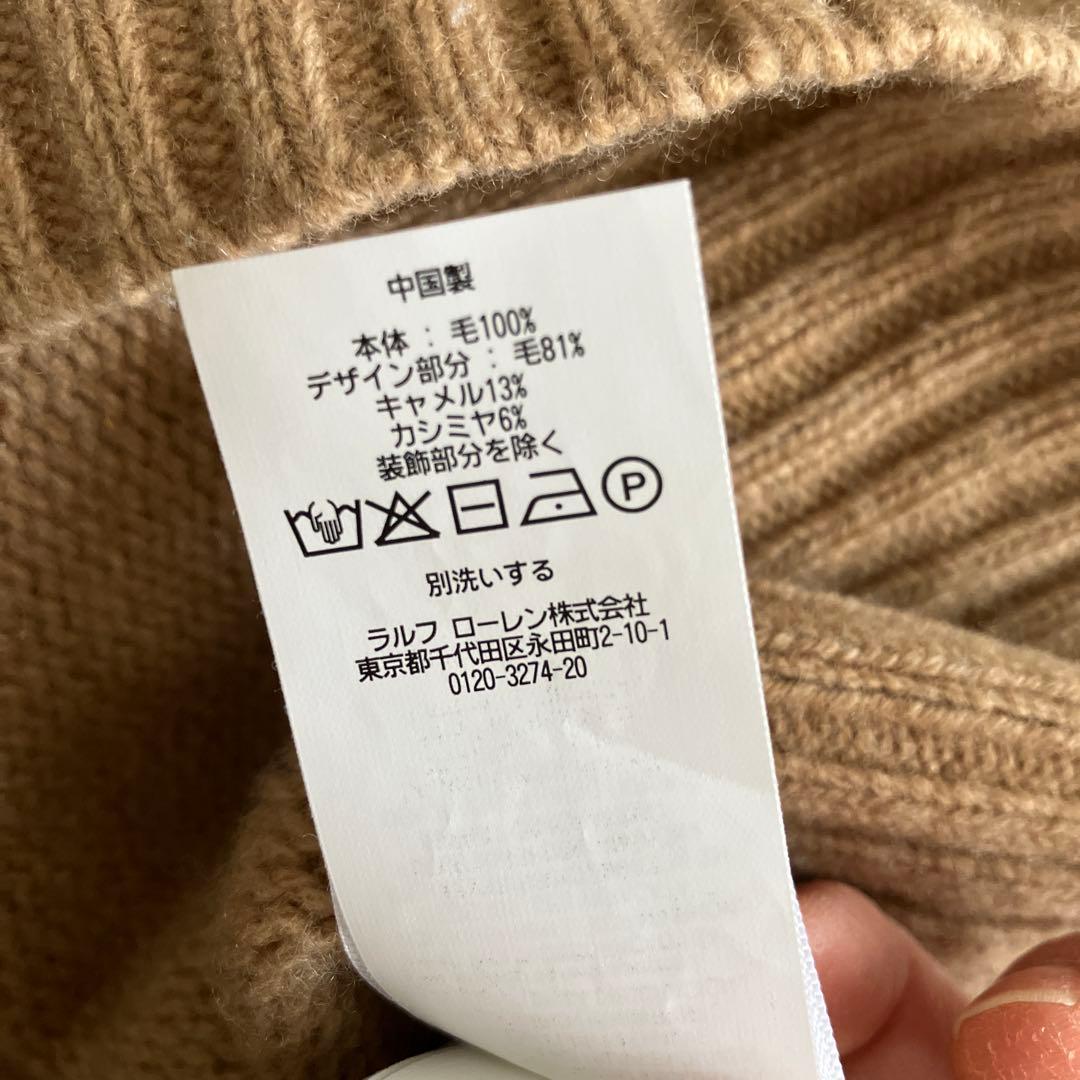 中国製
本体 : 毛100%
デザイン部分 : 毛81%
キャメル13%
カシミヤ6%
装飾部分を除く
P
別洗いする
ラルフ ローレン株式会社
東京都千代田区永田町2-10-1
0120-3274-20